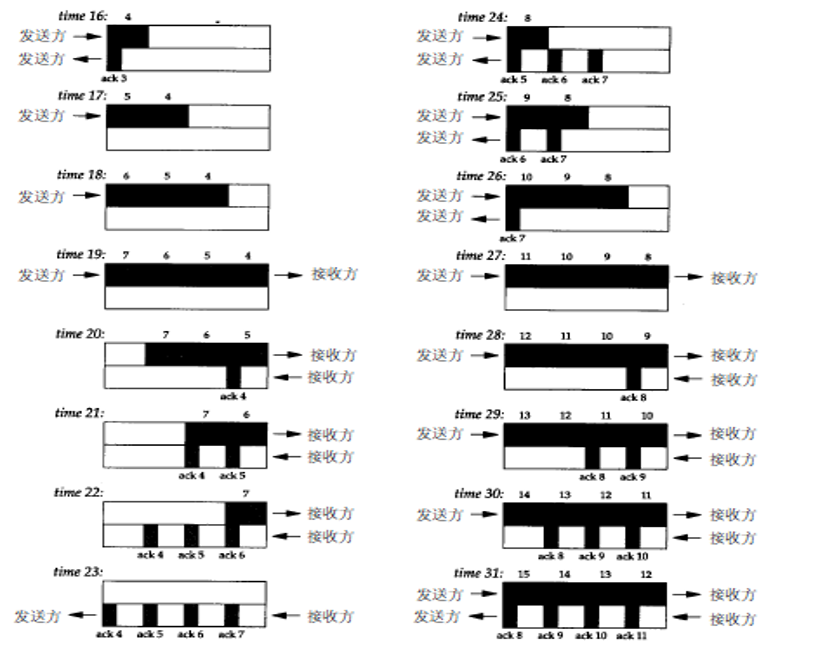 time 16: 4
发送方
发送方
ack 3
time 17: 5 4
发送方
time 18: 6 5 4
发送方
time 19: 7 6 5 4
发送方 接收方
time 20: 7 6 5
接收方
接收方
ack 4
time 21: 7 6
接收方
接收方
ack 4 ack 5
time 22: 7
接收方
接收方
ack 4 ack 5 ack 6
time 23:
发送方 接收方
ack 4 ack 5 ack 6 ack 7
time 24: 8
发送方
发送方
ack 5 ack 6 ack 7
time 25: 9 8
发送方
发送方
ack 6 ack 7
time 26: 10 9 8
发送方
发送方
ack 7
time 27: 11 10 9 8
发送方 接收方
time 28: 12 11 10 9
发送方 接收方
接收方
ack 8
time 29: 13 12 11 10
发送方 接收方
接收方
ack 8 ack 9
time 30: 14 13 12 11
发送方 接收方
接收方
ack 8 ack 9 ack 10
time 31: 15 14 13 12
发送方 接收方
发送方 接收方
ack 8 ack 9 ack 10 ack 11